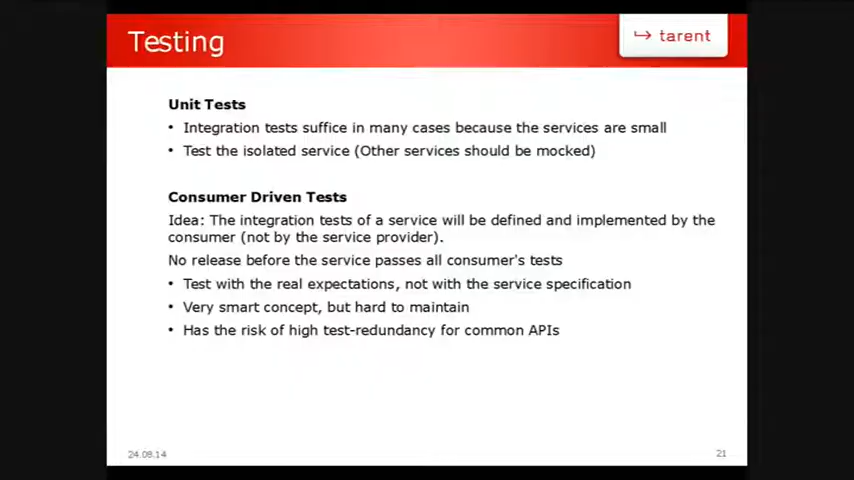 Testing
↪ tarent
Unit Tests
• Integration tests suffice in many cases because the services are small
• Test the isolated service (Other services should be mocked)
Consumer Driven Tests
Idea: The integration tests of a service will be defined and implemented by the
consumer (not by the service provider).
No release before the service passes all consumer's tests
• Test with the real expectations, not with the service specification
• Very smart concept, but hard to maintain
• Has the risk of high test-redundancy for common APIs
24.08.14
21